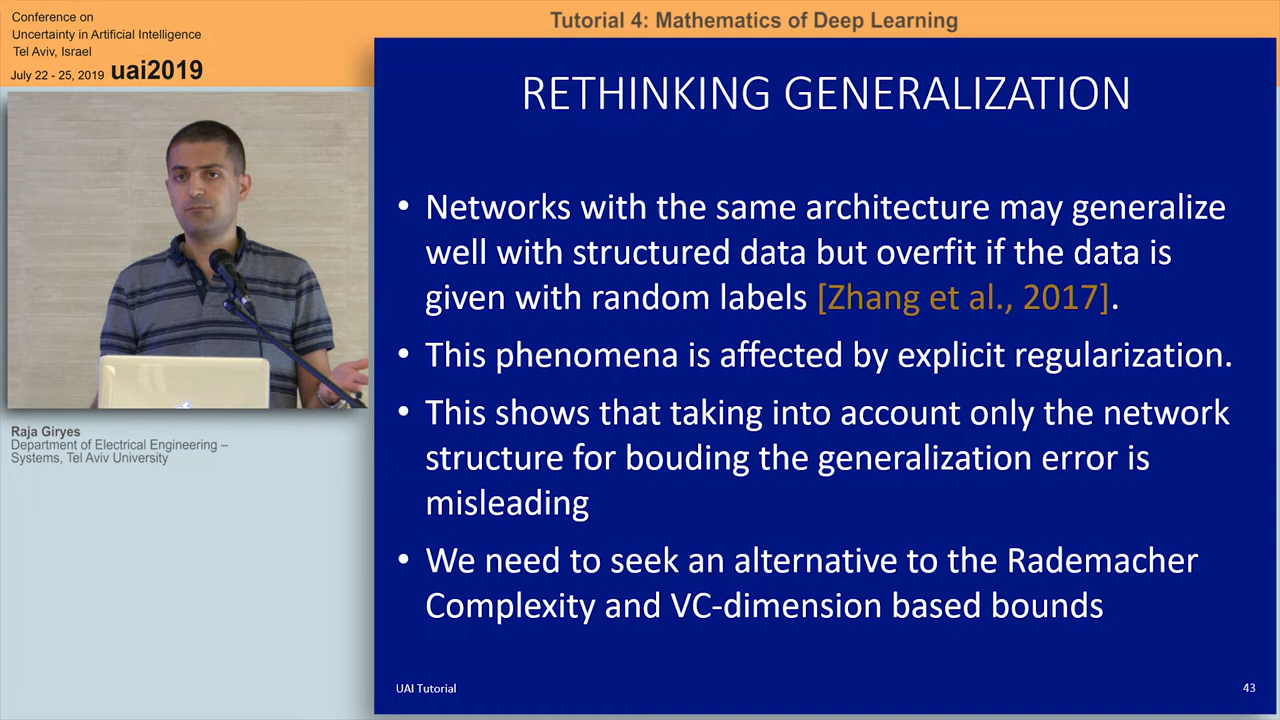 Conference on
Uncertainty in Artificial Intelligence
Tel Aviv, Israel
July 22 - 25, 2019 uai2019
Tutorial 4: Mathematics of Deep Learning
RETHINKING GENERALIZATION
• Networks with the same architecture may generalize
well with structured data but overfit if the data is
given with random labels [Zhang et al., 2017].
• This phenomena is affected by explicit regularization.
• This shows that taking into account only the network
structure for bouding the generalization error is
misleading
• We need to seek an alternative to the Rademacher
Complexity and VC-dimension based bounds
UAI Tutorial
43
Raja Giryes
Department of Electrical Engineering –
Systems, Tel Aviv University